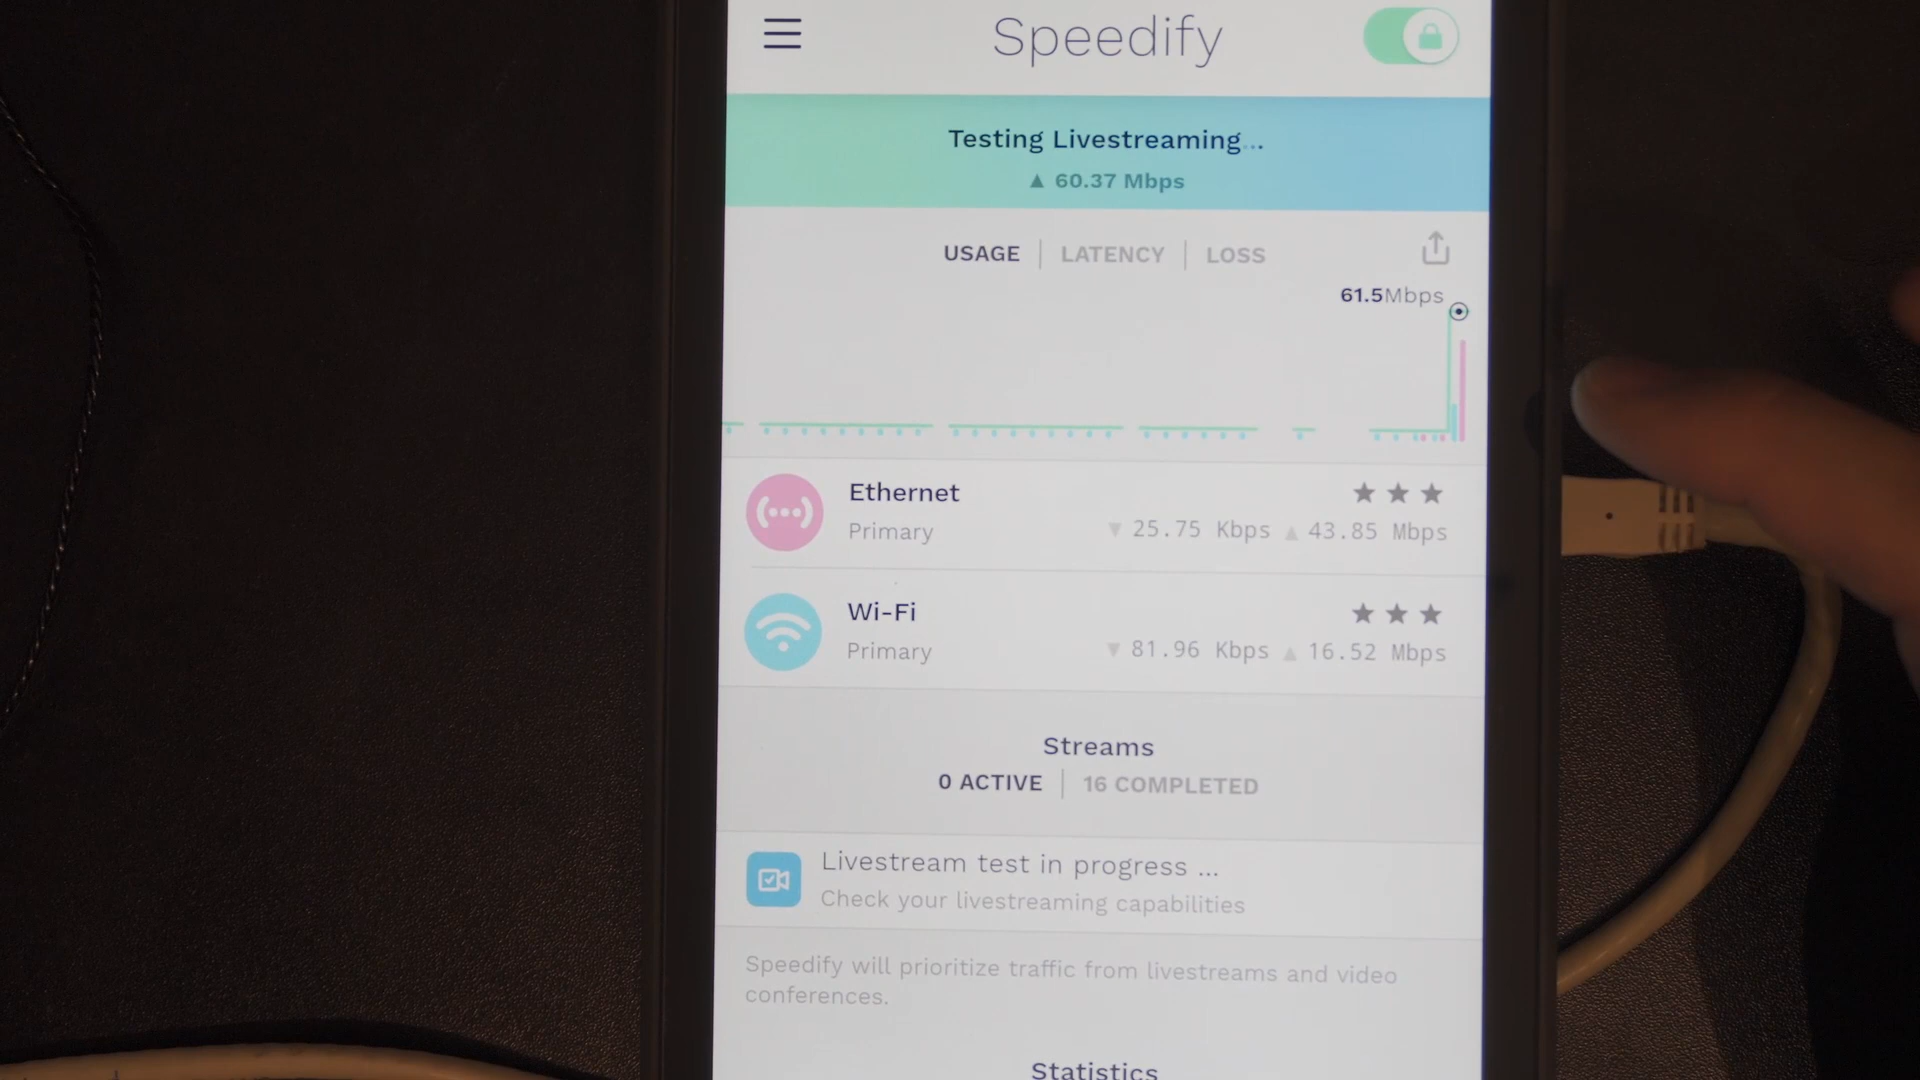 Speedify
Testing Livestreaming...
▲ 60.37 Mbps
USAGE | LATENCY | LOSS
61.5Mbps
Ethernet
Primary ▼ 25.75 Kbps ▲ 43.85 Mbps
Wi-Fi
Primary ▼ 81.96 Kbps ▲ 16.52 Mbps
Streams
0 ACTIVE | 16 COMPLETED
Livestream test in progress ...
Check your livestreaming capabilities
Speedify will prioritize traffic from livestreams and video
conferences.
Statistics